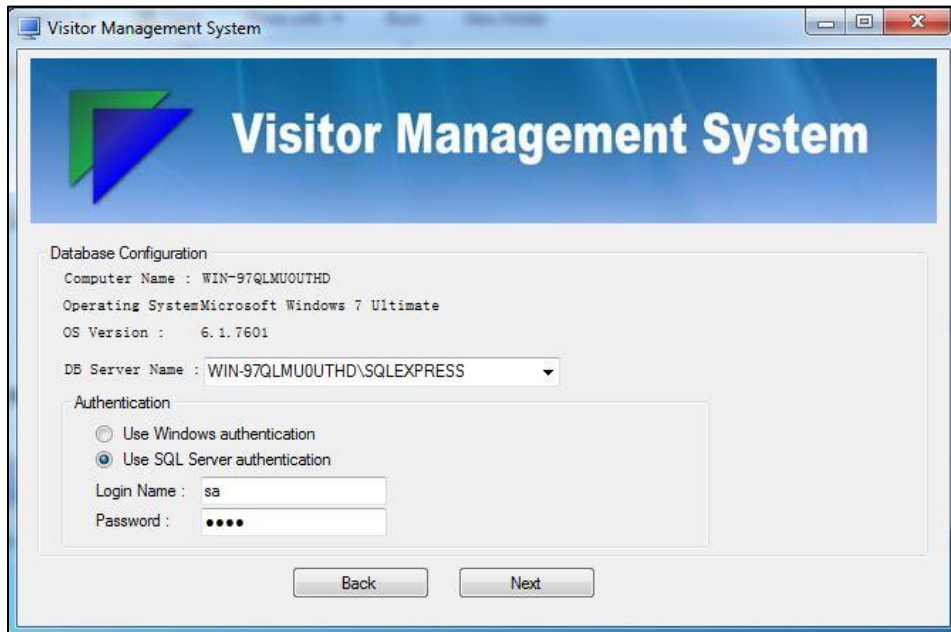 Visitor Management System
Visitor Management System
Database Configuration
Computer Name : WIN-97QLMU0UTHD
Operating SystemMicrosoft Windows 7 Ultimate
OS Version : 6.1.7601
DB Server Name : WIN-97QLMU0UTHD\SQLEXPRESS
Authentication
Use Windows authentication
Use SQL Server authentication
Login Name : sa
Password : ●●●●
Back Next